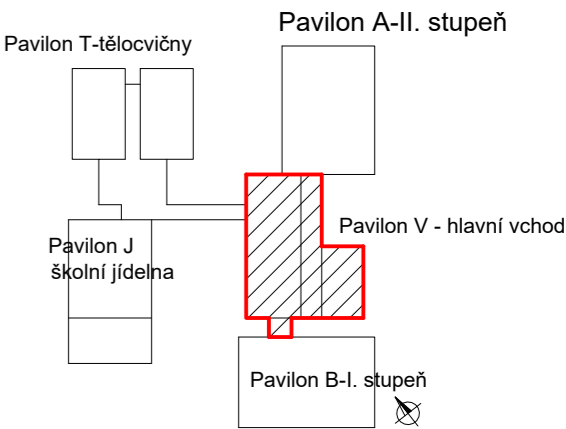 Pavilon A-II. stupeň
Pavilon T-tělocvičny
Pavilon V - hlavní vchod
Pavilon J
školní jídelna
Pavilon B-I. stupeň